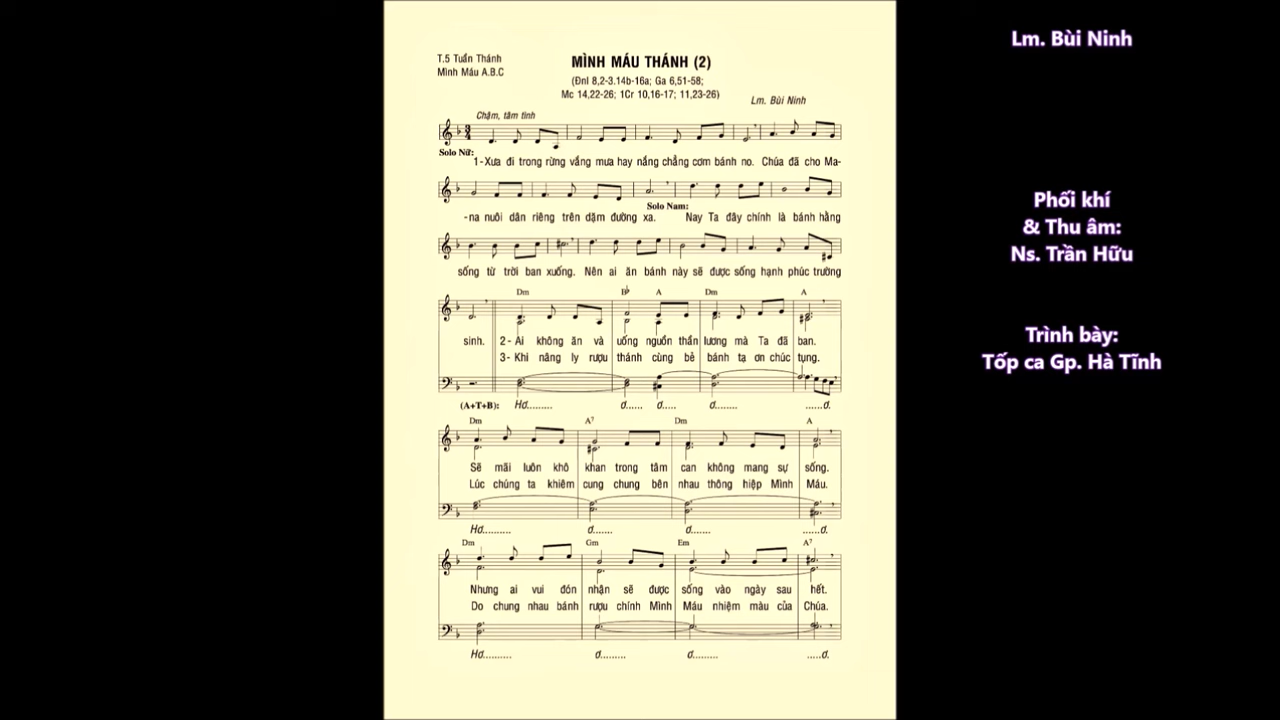 T.5 Tuần Thánh
Mình Máu A.B.C
MÌNH MÁU THÁNH (2)
(Đnl 8,2-3.14b-16a; Ga 6,51-58;
Mc 14,22-26; 1Cr 10,16-17; 11,23-26)
Lm. Bùi Ninh
Chậm, tâm tình
Solo Nữ:
1-Xưa đi trong rừng vắng mưa hay nắng chẳng cơm bánh no. Chúa đã cho Ma-
-na nuôi dân riêng trên dặm đường xa. Nay Ta đây chính là bánh hằng
Solo Nam:
sống từ trời ban xuống. Nên ai ăn bánh này sẽ được sống hạnh phúc trường
Dm B♭ A Dm A
sinh. 2- Ai không ăn và uống nguồn thần lương mà Ta đã ban.
3- Khi nâng ly rượu thánh cùng bẻ bánh tạ ơn chúc tụng.
(A+T+B): Hơ......... ơ...... ơ..... ơ........ ......ơ.
Dm A7 Dm A
Sẽ mãi luôn khô khan trong tâm can không mang sự sống.
Lúc chúng ta khiêm cung chung bên nhau thông hiệp Mình Máu.
Hơ.......... ơ....... ơ....... ......ơ.
Dm Gm Em A7
Nhưng ai vui đón nhận sẽ được sống vào ngày sau hết.
Do chung nhau bánh rượu chính Mình Máu nhiệm màu của Chúa.
Hơ.......... ơ........ ơ........ .....ơ.
Lm. Bùi Ninh
Phối khí
& Thu âm:
Ns. Trần Hữu
Trình bày:
Tốp ca Gp. Hà Tĩnh